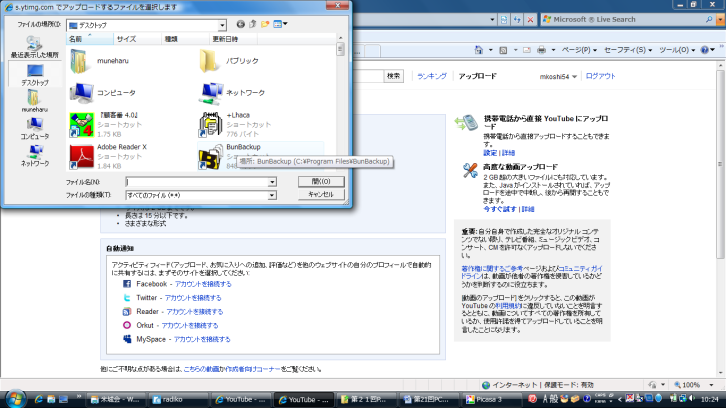 s.ytimg.com でアップロードするファイルを選択します
ファイルの場所(I):
デスクトップ
名前
サイズ
種類
更新日時
最近表示した場所
デスクトップ
muneharu
コンピュータ
ネットワーク
muneharu
パブリック
コンピュータ
ネットワーク
ショートカット
1.75 KB
+Lhaca
ショートカット
776 バイト
Adobe Reader X
ショートカット
1.84 KB
BunBackup
ショートカット
場所: BunBackup (C:¥Program Files¥BunBackup)
ファイル名(N):
開く(O)
ファイルの種類(T):
すべてのファイル (*.*)
キャンセル
Microsoft® Live Search
ページ(P)
セーフティ(S)
ツール(O)
検索
ランキング
アップロード
mkoshi54
ログアウト
携帯電話から直接 YouTube にアップロード
携帯電話から直接アップロードすることもできます。
設定 | 詳細
高度な動画アップロード
2 GB 超の大きいファイルにも対応しています。また、Java がインストールされていれば、アップロードを途中で中断し、後から再開することもできます。
今すぐ試す | 詳細
• 長さは 15 分以下です。
• さまざまな形式
重要: ご自分自身で作成した完全なオリジナル コンテンツでない限り、テレビ番組、ミュージックビデオ、コンサート、CM を許可なくアップロードしないでください。
著作権に関するご参考ページおよびコミュニティ ガイドラインは、動画が他者の著作権を侵害しているかどうかを判断するのに役立ちます。
[動画のアップロード] をクリックすると、この動画が YouTube の利用規約に違反していないことを明言するとともに、動画についてすべての著作権を所有しているか、使用許諾を得てアップロードしていることを明言したことになります。
自動通知
アクティビティ フィード (アップロード、お気に入りへの追加、評価など) を他のウェブサイトの自分のプロフィールで自動的に共有するには、まずそのサイトを選択してください:
Facebook - アカウントを接続する
Twitter - アカウントを接続する
Reader - アカウントを接続する
Orkut - アカウントを接続する
MySpace - アカウントを接続する
他にご不明な点がある場合は、こちらの動画が作成者向けコーナーをご覧ください。
インターネット | 保護モード: 有効
100%
米城会 - W...
radiko
YouTube - ...
YouTube - ...
第２１回PC...
第21回PC...
Picasa 3
A 般
10:24